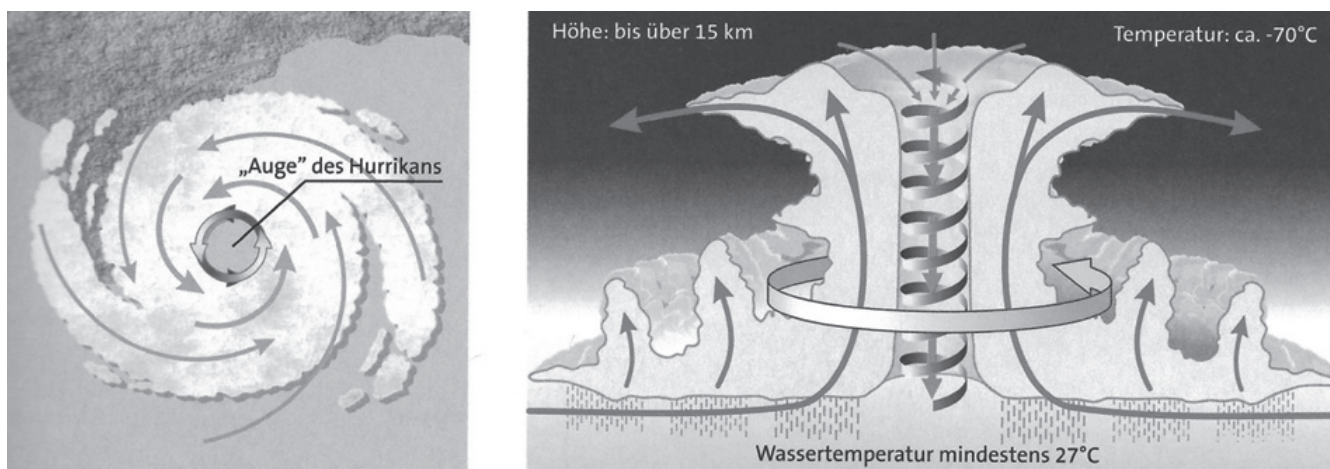 „Auge” des Hurrikans
Höhe: bis über 15 km
Temperatur: ca. -70°C
Wassertemperatur mindestens 27°C